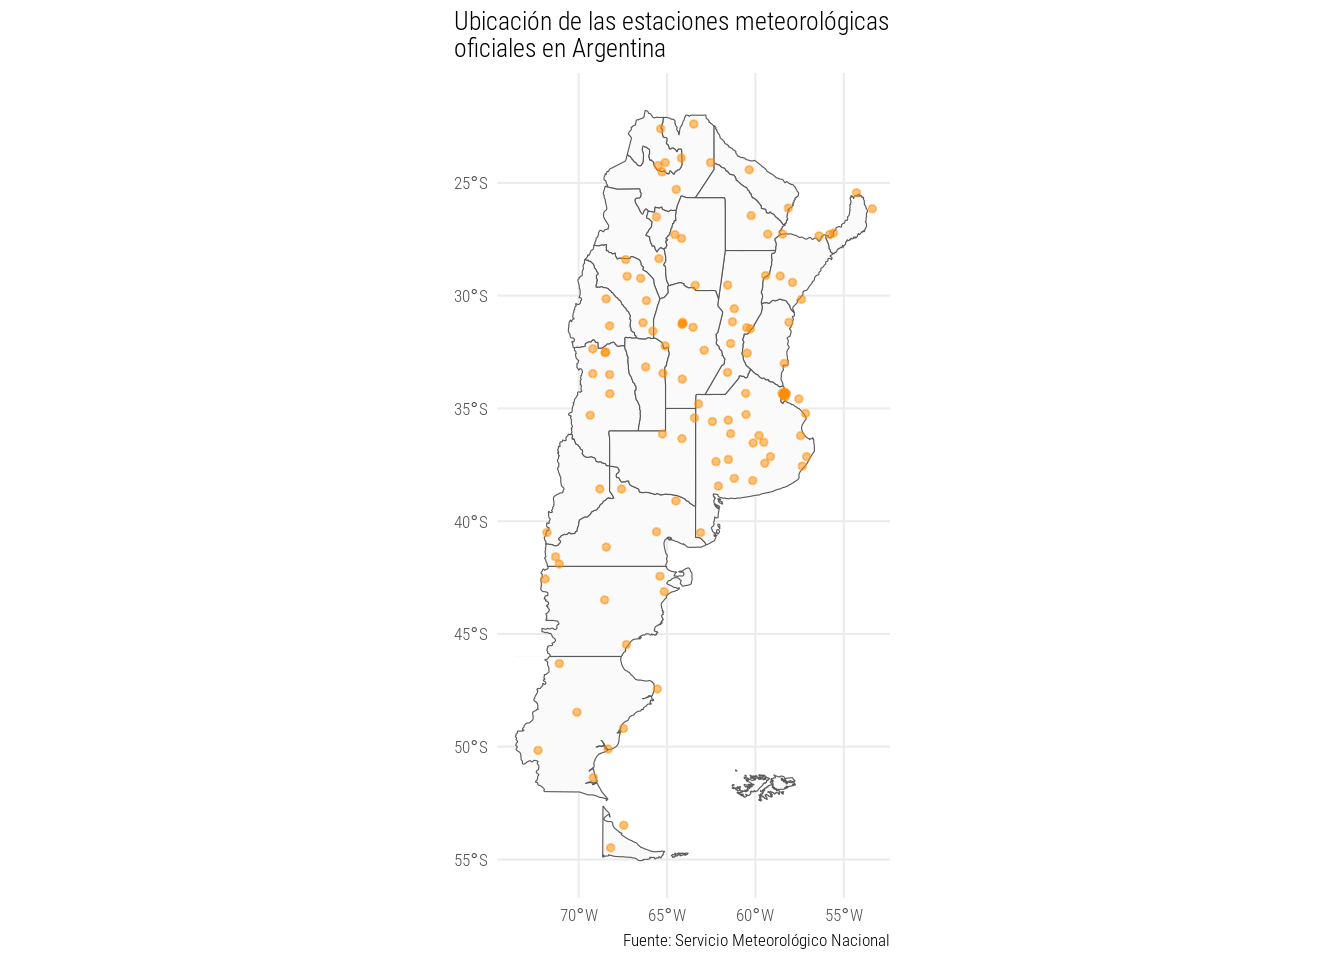 Ubicación de las estaciones meteorológicas
oficiales en Argentina
25°S
30°S
35°S
40°S
45°S
50°S
55°S
70°W 65°W 60°W 55°W
Fuente: Servicio Meteorológico Nacional